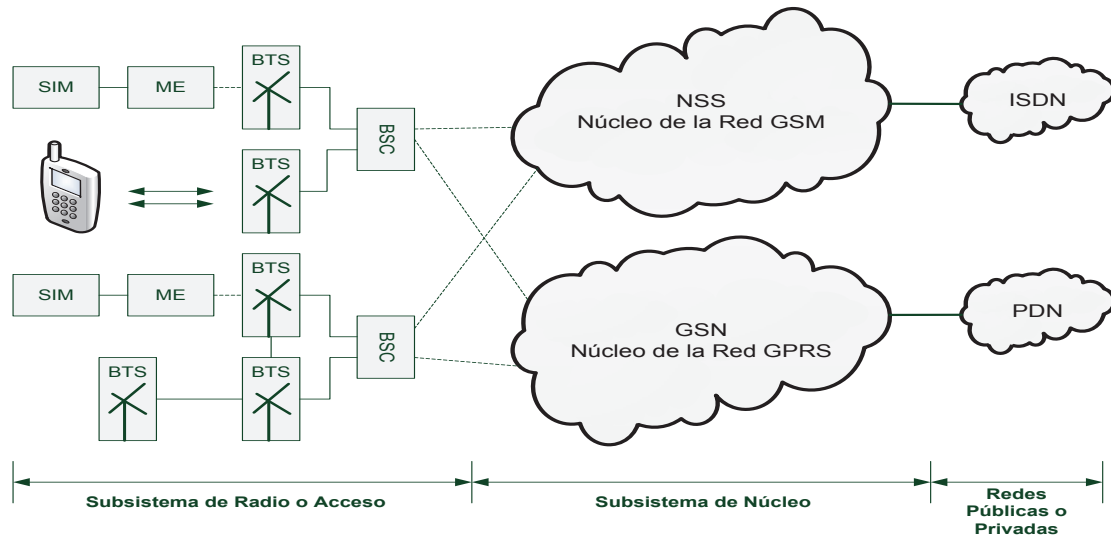 SIM
ME
BTS
BSC
NSS
Núcleo de la Red GSM
ISDN
BTS
SIM
ME
BTS
BSC
GSN
Núcleo de la Red GPRS
PDN
BTS
BTS
Subsistema de Radio o Acceso
Subsistema de Núcleo
Redes
Públicas o
Privadas